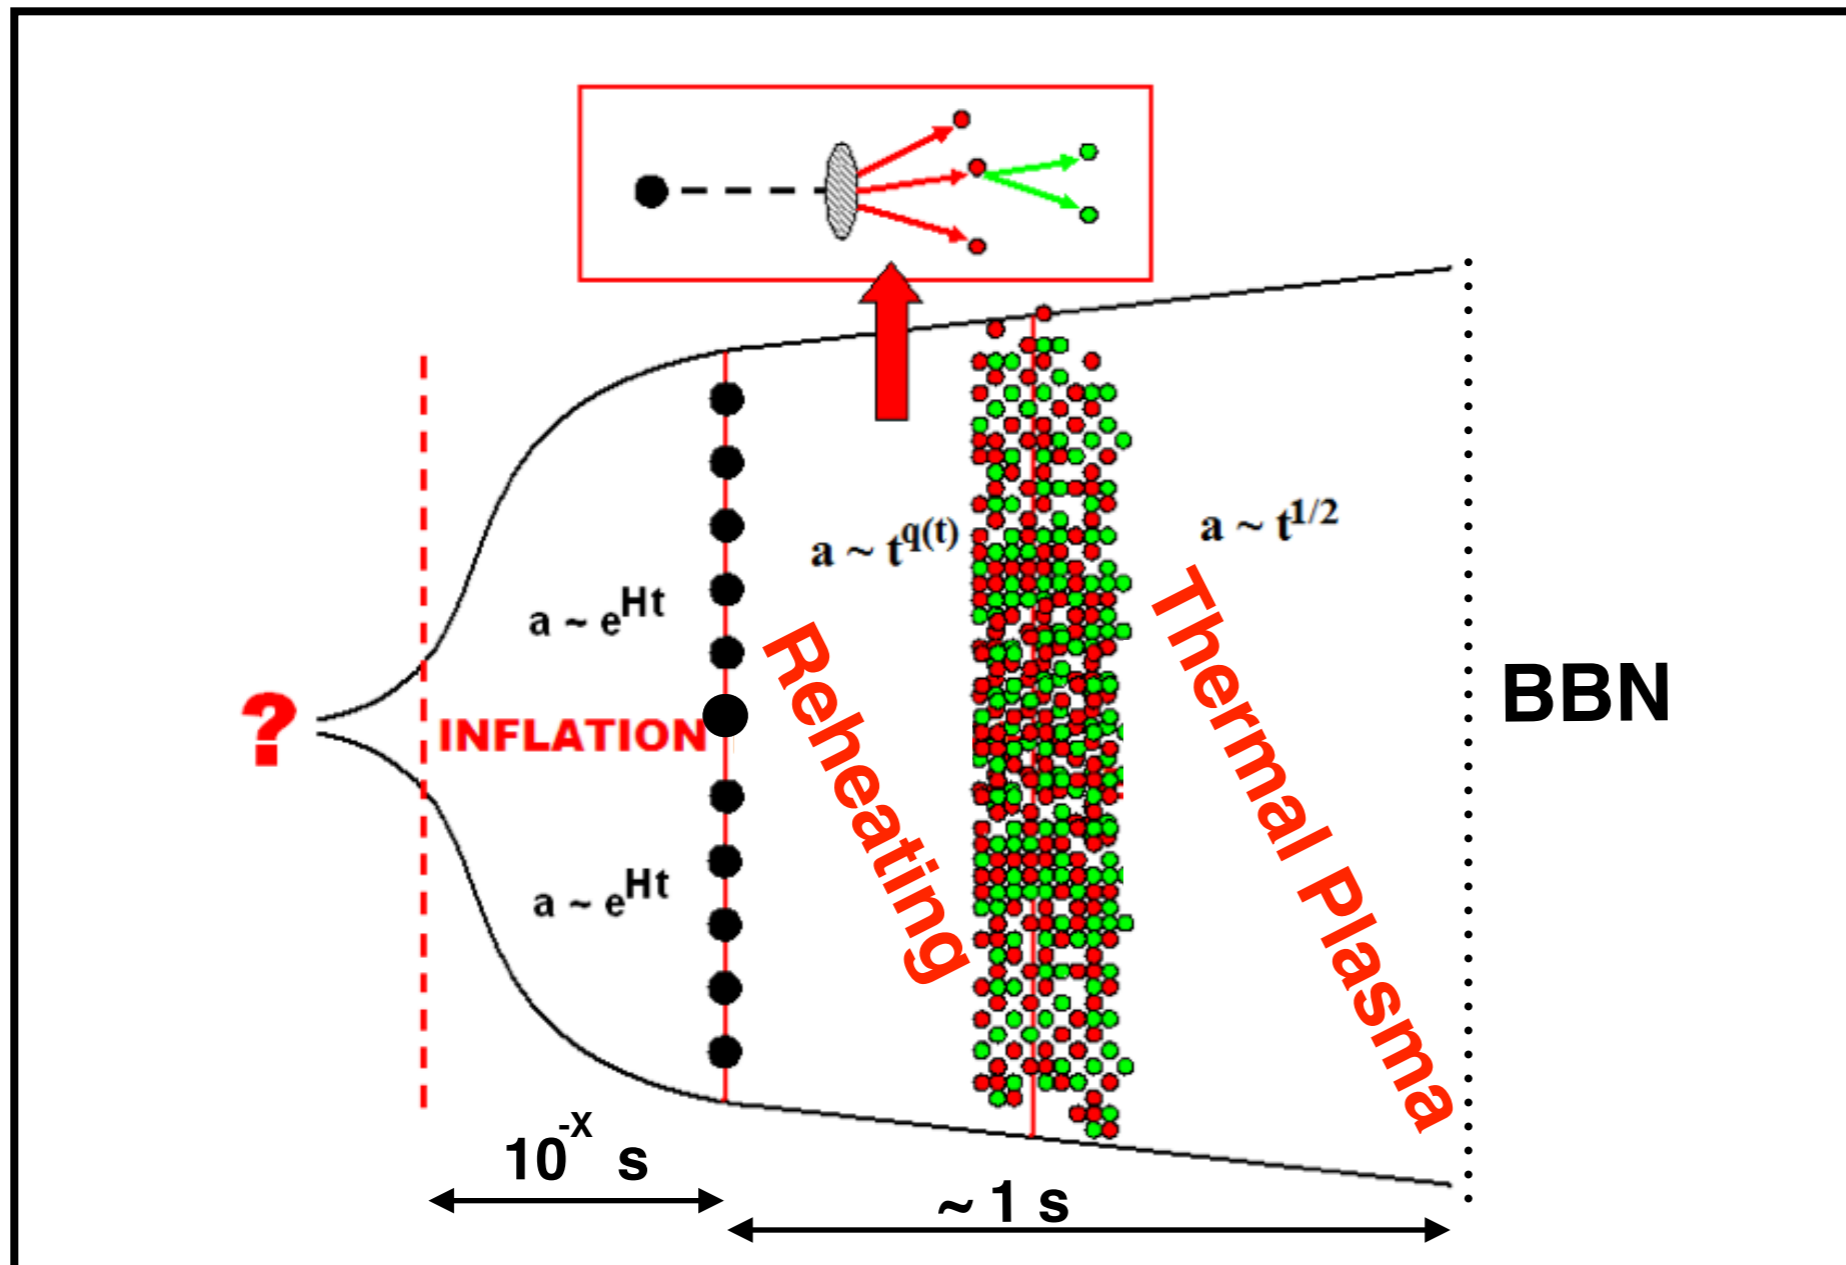 a ~ t^q(t)
a ~ t^1/2
a ~ e^Ht
Reheating
Thermal Plasma
?
INFLATION
BBN
a ~ e^Ht
10^-X s
~ 1 s